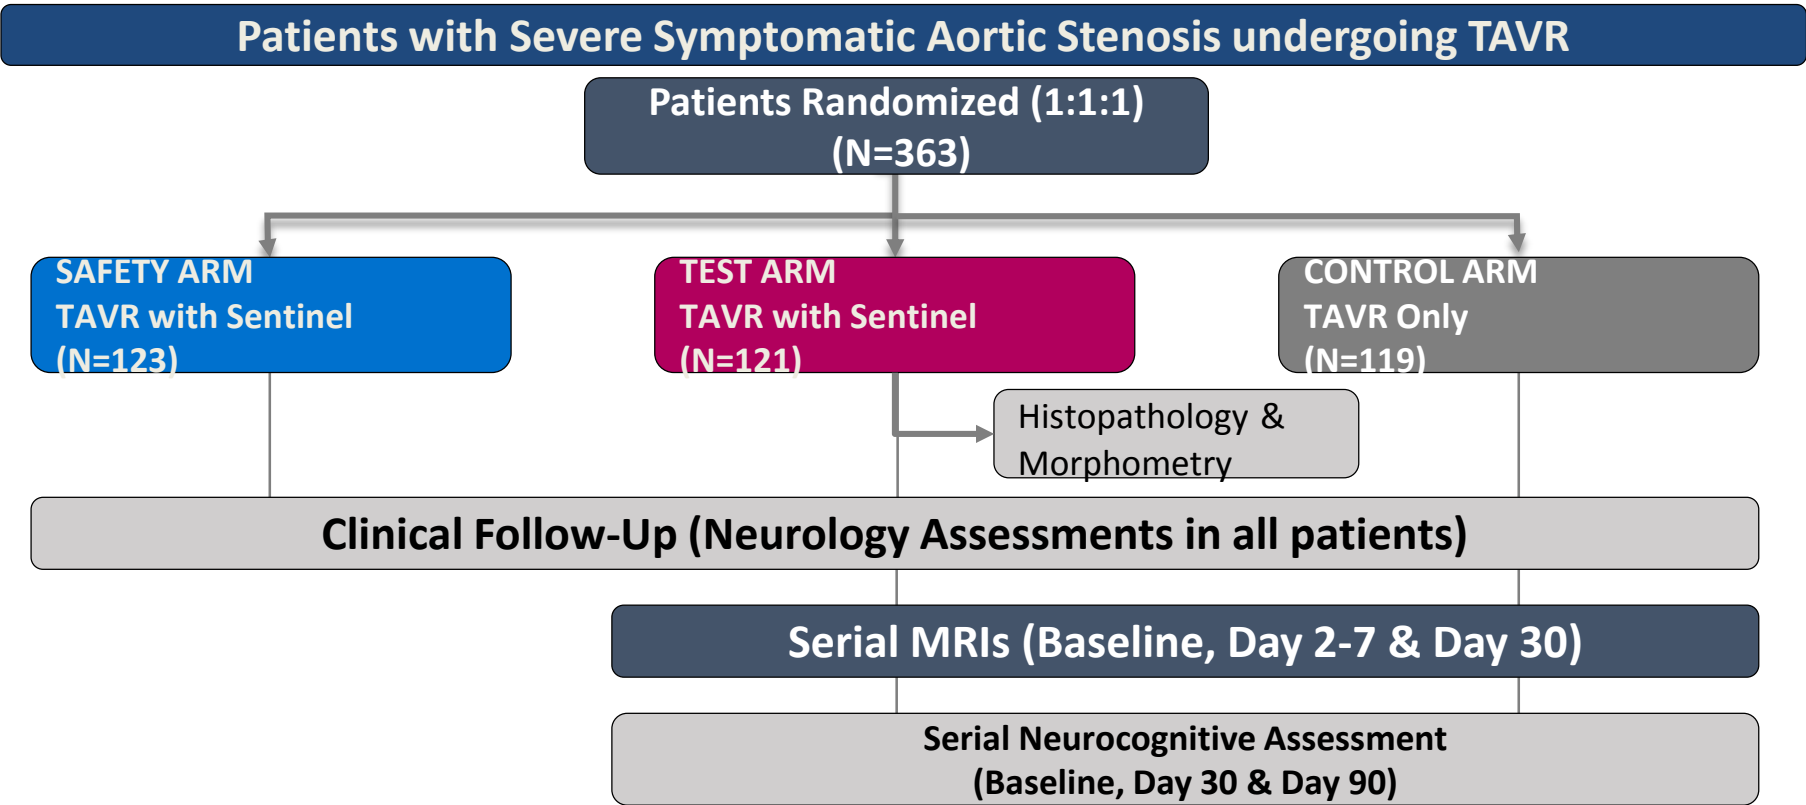 Patients with Severe Symptomatic Aortic Stenosis undergoing TAVR
Patients Randomized (1:1:1)
(N=363)
SAFETY ARM
TAVR with Sentinel
(N=123)
TEST ARM
TAVR with Sentinel
(N=121)
CONTROL ARM
TAVR Only
(N=119)
Histopathology &
Morphometry
Clinical Follow-Up (Neurology Assessments in all patients)
Serial MRIs (Baseline, Day 2-7 & Day 30)
Serial Neurocognitive Assessment
(Baseline, Day 30 & Day 90)